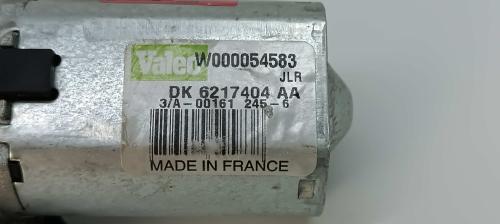 Valeo W000054583
JLR
DK 6217404 AA
3/A-00161 245-6
MADE IN FRANCE